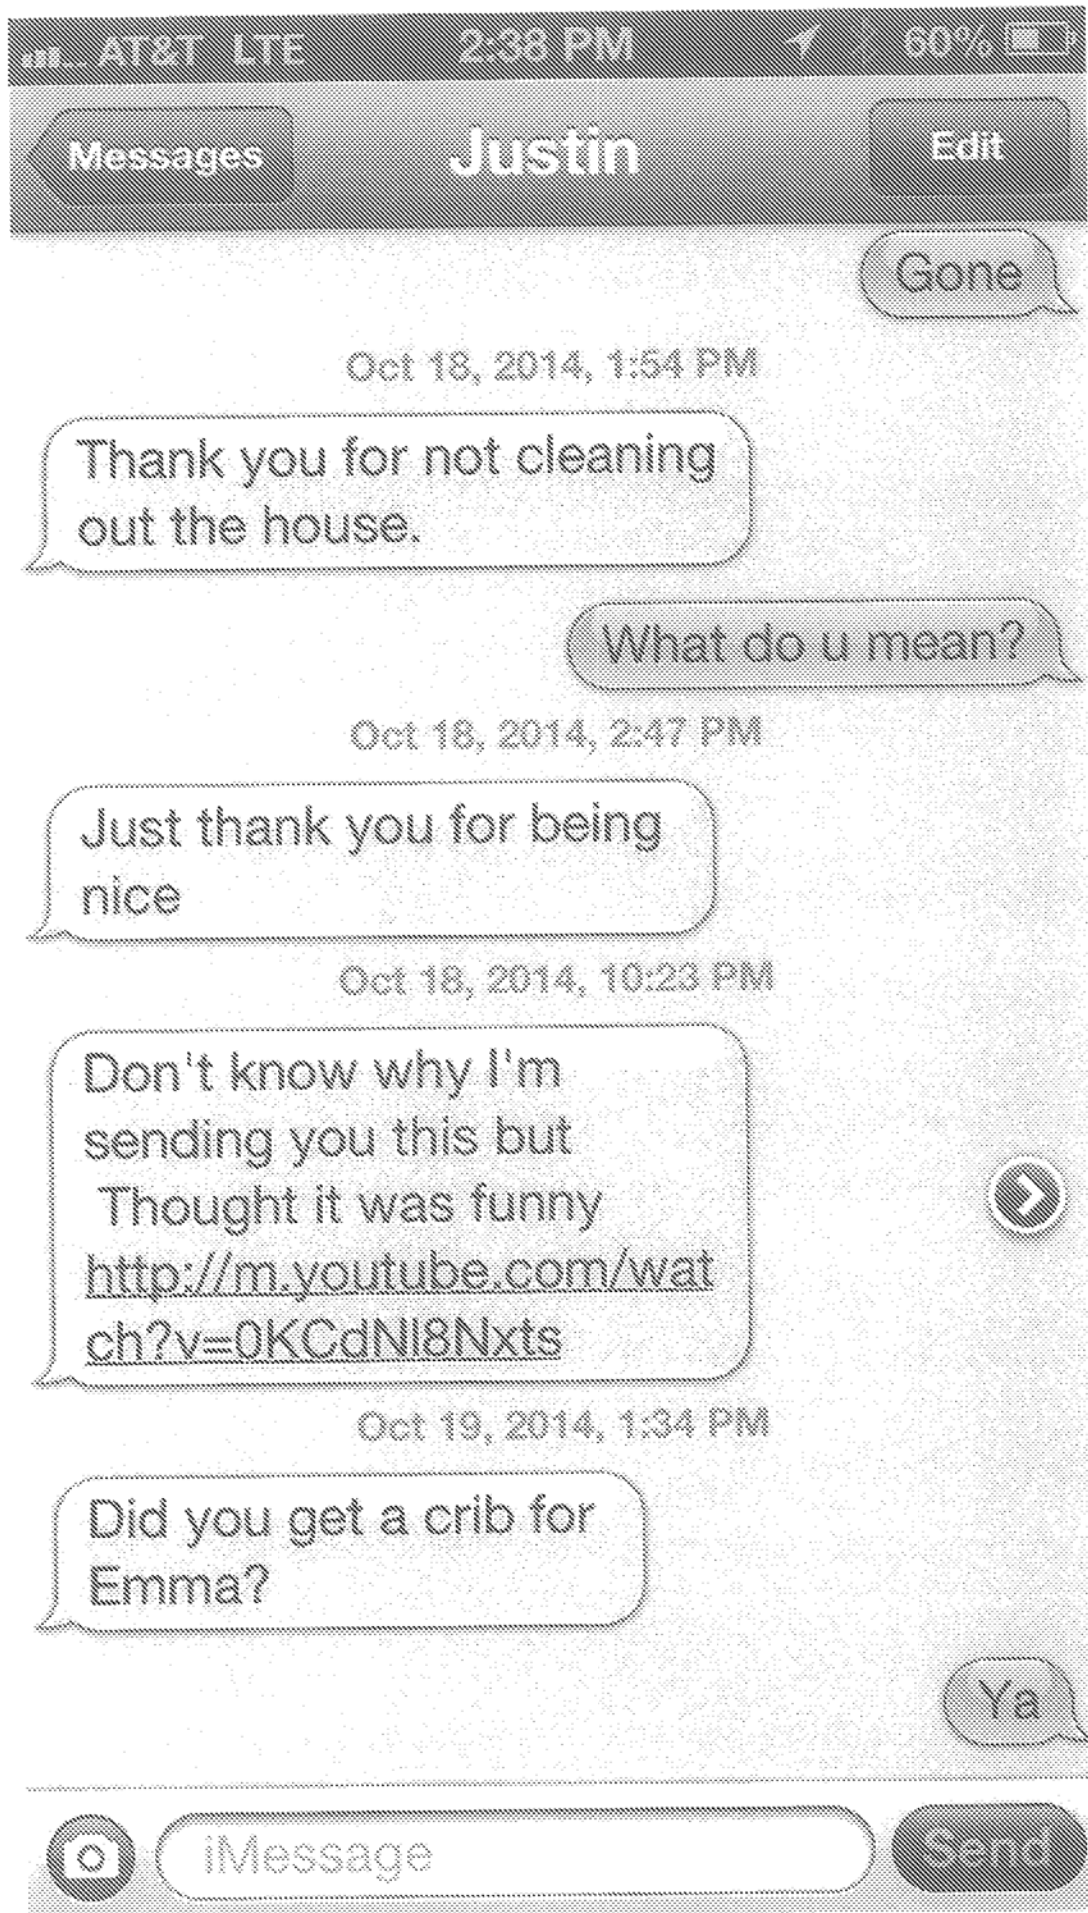 AT&T LTE 2:38 PM 60%
Messages Justin Edit
Gone
Oct 18, 2014, 1:54 PM
Thank you for not cleaning
out the house.
What do u mean?
Oct 18, 2014, 2:47 PM
Just thank you for being
nice
Oct 18, 2014, 10:23 PM
Don't know why I'm
sending you this but
Thought it was funny
http://m.youtube.com/wat
ch?v=0KCdNl8Nxts
Oct 19, 2014, 1:34 PM
Did you get a crib for
Emma?
Ya
iMessage Send